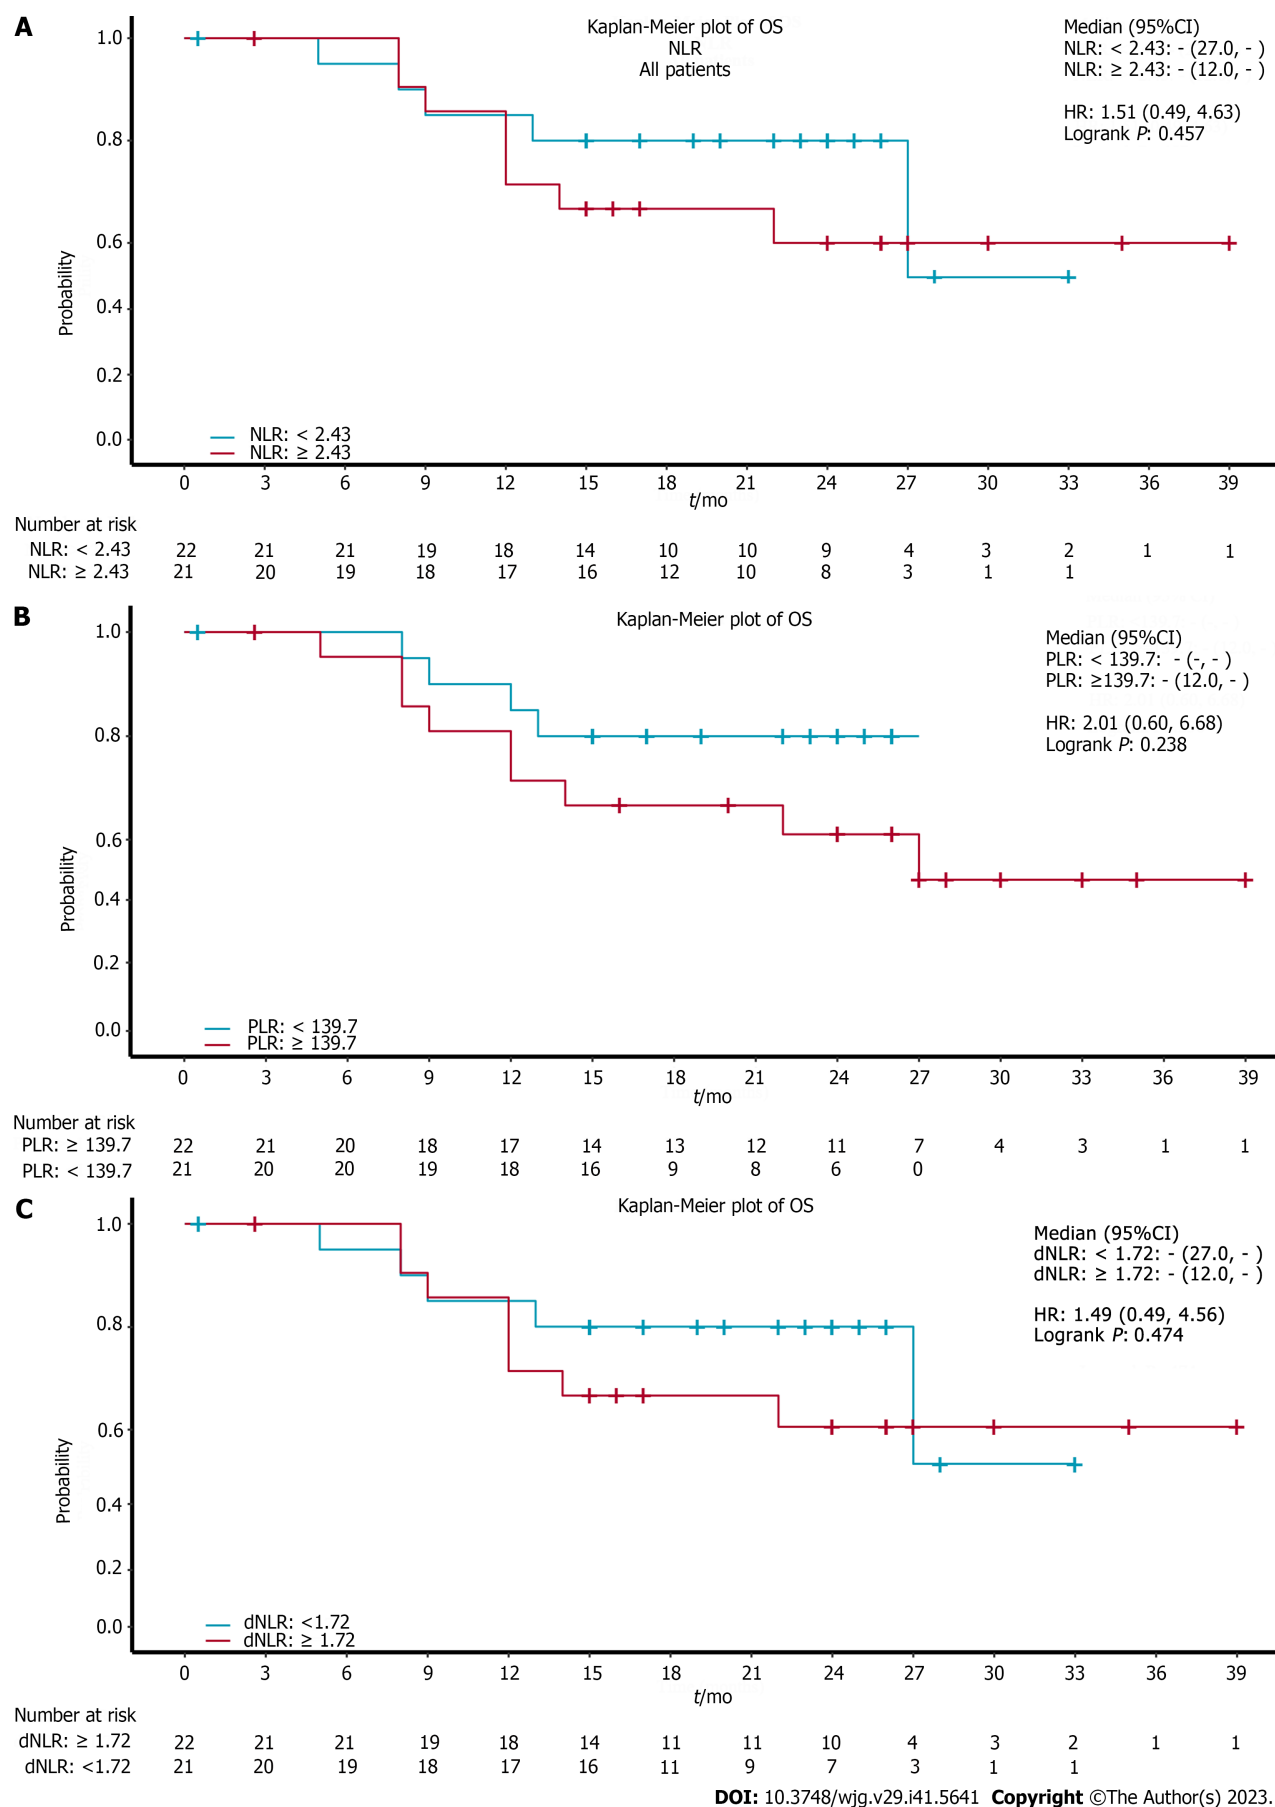 A
Kaplan-Meier plot of OS
NLR
All patients
Median (95%CI)
NLR: < 2.43: - (27.0, - )
NLR: ≥ 2.43: - (12.0, - )
HR: 1.51 (0.49, 4.63)
Logrank P: 0.457
Probability
1.0
0.8
0.6
0.4
0.2
0.0
NLR: < 2.43
NLR: ≥ 2.43
0 3 6 9 12 15 18 21 24 27 30 33 36 39
t/mo
Number at risk
NLR: < 2.43 22 21 21 19 18 14 10 10 9 4 3 2 1 1
NLR: ≥ 2.43 21 20 19 18 17 16 12 10 8 3 1 1
B
Kaplan-Meier plot of OS
Median (95%CI)
PLR: < 139.7: - (-, - )
PLR: ≥139.7: - (12.0, - )
HR: 2.01 (0.60, 6.68)
Logrank P: 0.238
Probability
1.0
0.8
0.6
0.4
0.2
0.0
PLR: < 139.7
PLR: ≥ 139.7
0 3 6 9 12 15 18 21 24 27 30 33 36 39
t/mo
Number at risk
PLR: ≥ 139.7 22 21 20 18 17 14 13 12 11 7 4 3 1 1
PLR: < 139.7 21 20 20 19 18 16 9 8 6 0
C
Kaplan-Meier plot of OS
Median (95%CI)
dNLR: < 1.72: - (27.0, - )
dNLR: ≥ 1.72: - (12.0, - )
HR: 1.49 (0.49, 4.56)
Logrank P: 0.474
Probability
1.0
0.8
0.6
0.4
0.2
0.0
dNLR: <1.72
dNLR: ≥ 1.72
0 3 6 9 12 15 18 21 24 27 30 33 36 39
t/mo
Number at risk
dNLR: ≥ 1.72 22 21 21 19 18 14 11 11 10 4 3 2 1 1
dNLR: <1.72 21 20 19 18 17 16 11 9 7 3 1 1
DOI: 10.3748/wjg.v29.i41.5641 Copyright ©The Author(s) 2023.